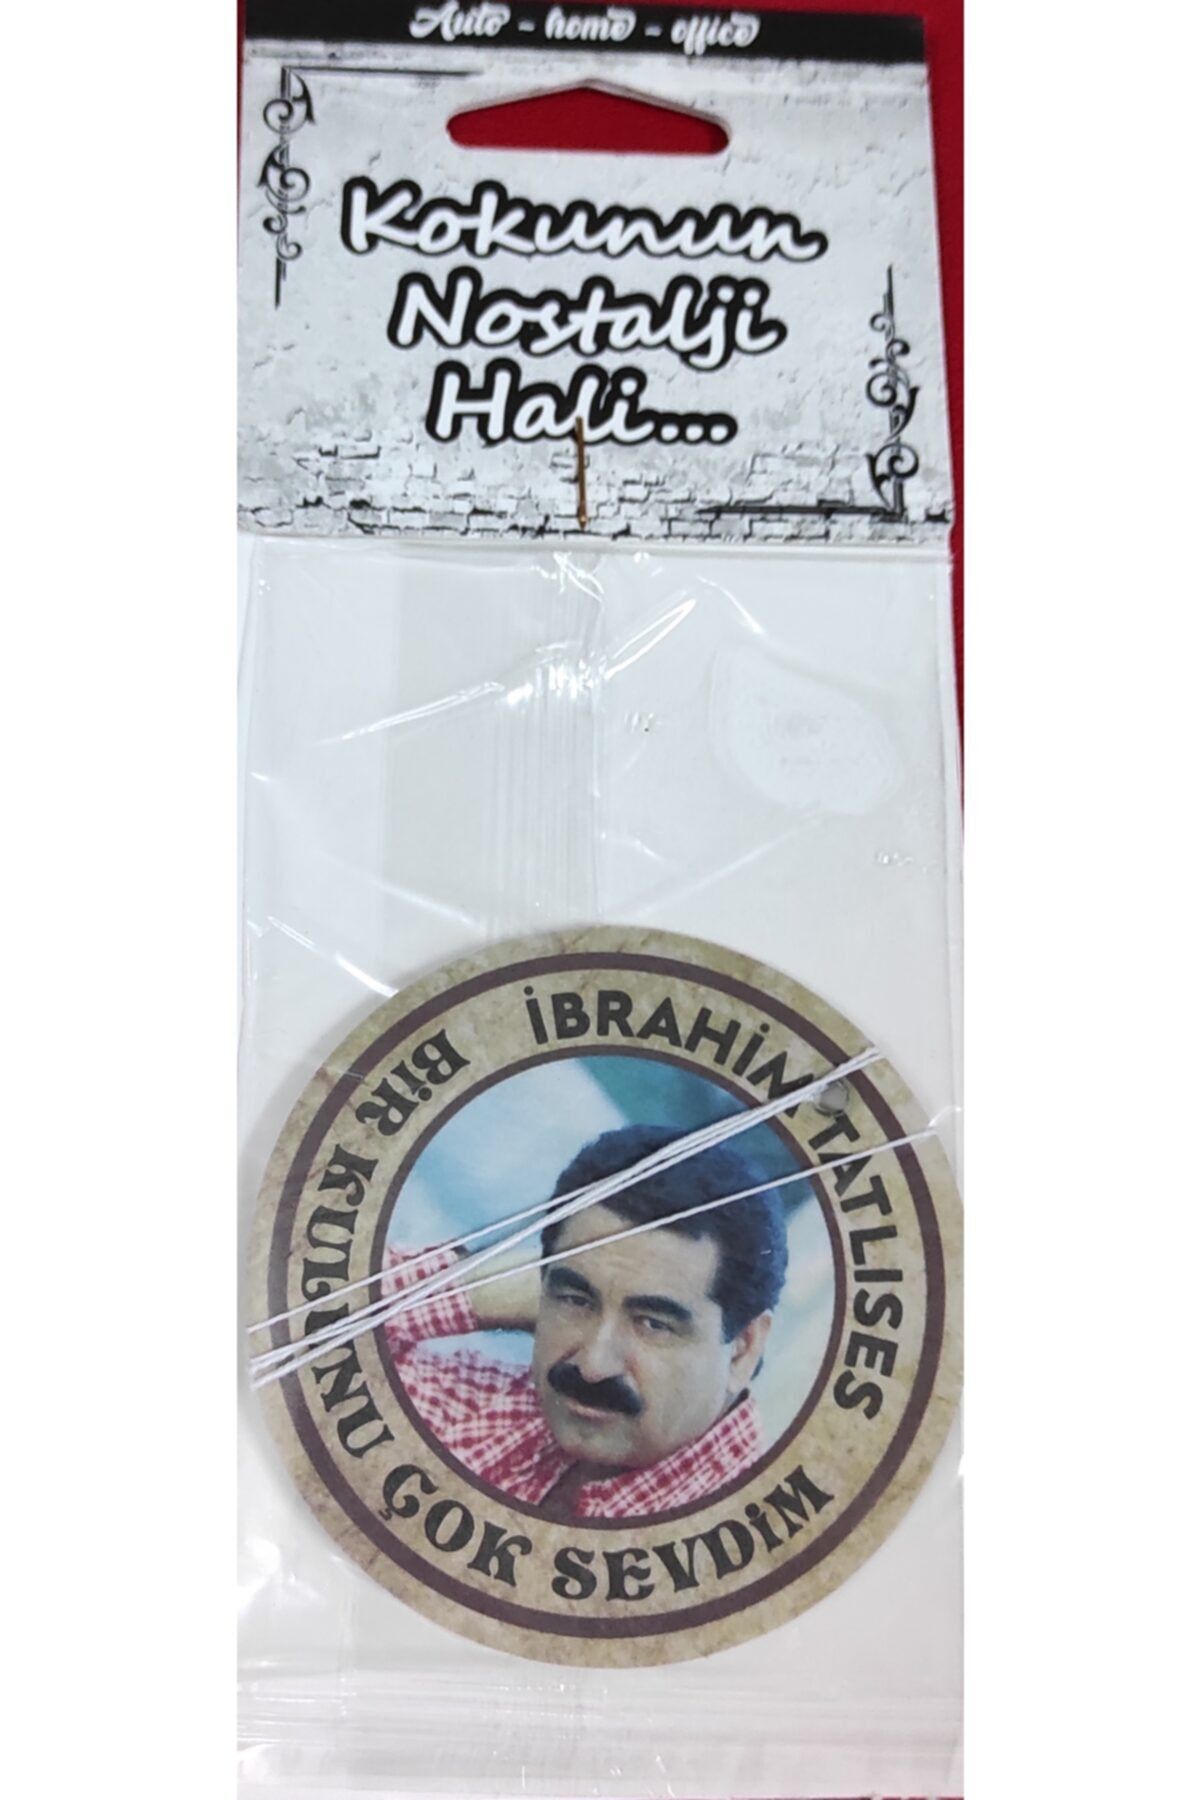 Auto - home - office
Kokunun
Nostalji
Hali...
İBRAHİM TATLISES
BİR KULUNU ÇOK SEVDİM